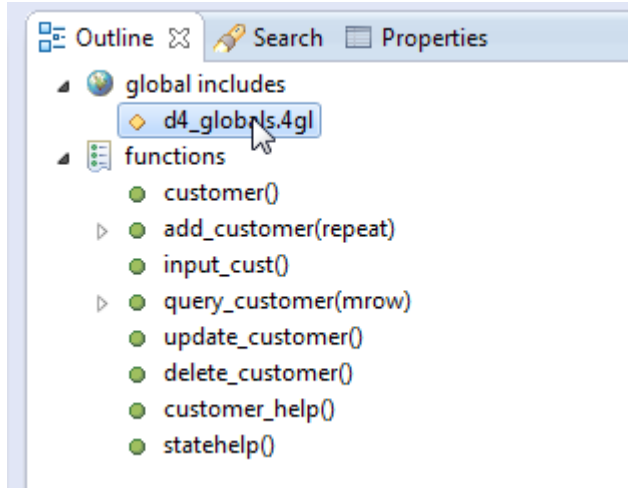 Outline Search Properties
global includes
d4_globals.4gl
functions
customer()
add_customer(repeat)
input_cust()
query_customer(mrow)
update_customer()
delete_customer()
customer_help()
statehelp()